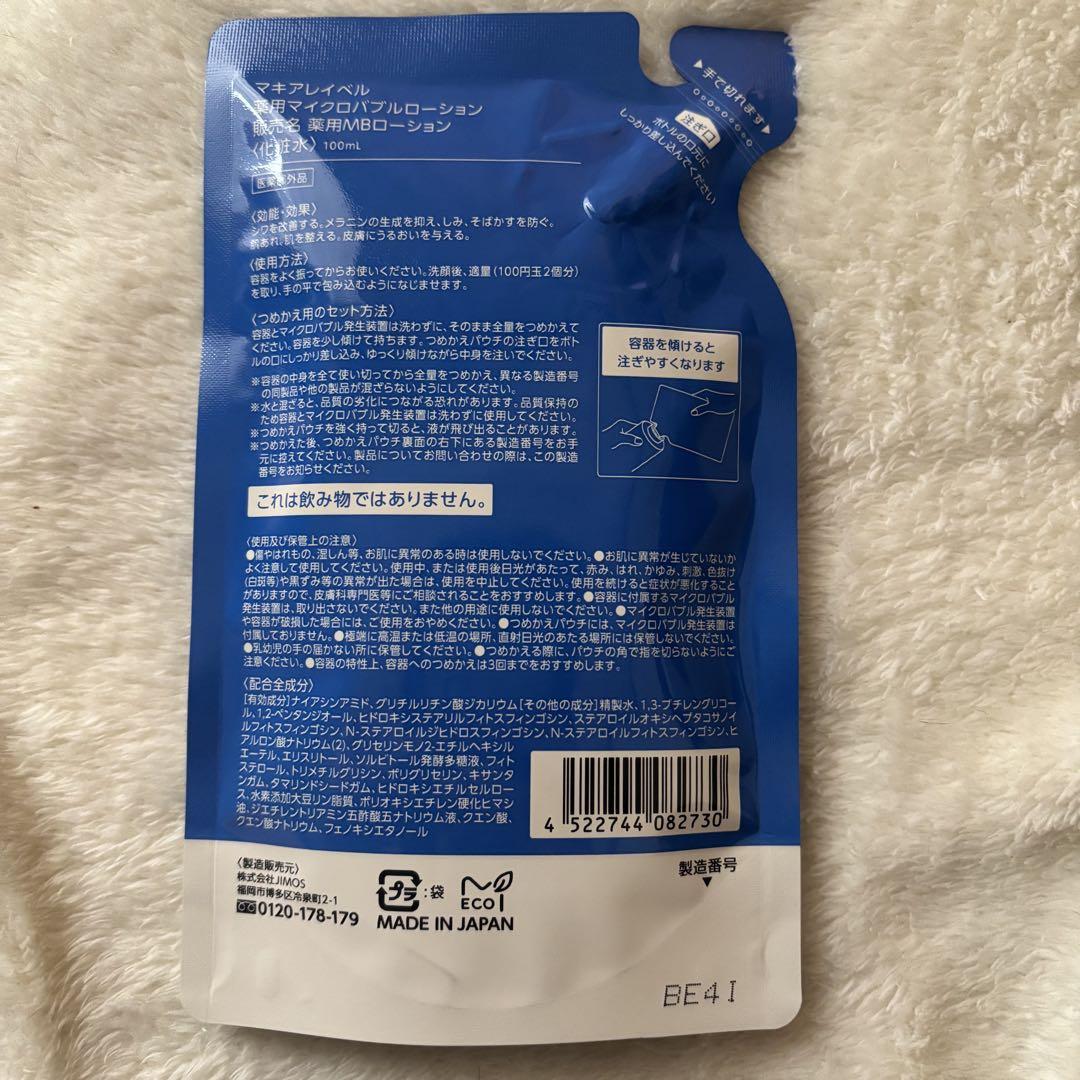 マキアレイベル
薬用マイクロバブルローション
販売名 薬用MBローション
〈化粧水〉 100mL
医薬部外品
〈効能・効果〉
シワを改善する。メラニンの生成を抑え、しみ、そばかすを防ぐ。
肌あれ。肌を整える。皮膚にうるおいを与える。
〈使用方法〉
容器をよく振ってからお使いください。洗顔後、適量(100円玉2個分)
を取り、手の平で包み込むようになじませます。
〈つめかえ用のセット方法〉
容器とマイクロバブル発生装置は洗わずに、そのまま全量をつめかえて
ください。容器を少し傾けて持ちます。つめかえパウチの注ぎ口をボト
ルの口にしっかり差し込み、ゆっくり傾けながら中身を注いでください。
※容器の中身を全て使い切ってから全量をつめかえ、異なる製造番号
の同製品や他の製品が混ざらないようにしてください。
※水と混ざると、品質の劣化につながる恐れがあります。品質保持の
ため容器とマイクロバブル発生装置は洗わずに使用してください。
※つめかえパウチを強く持って切ると、液が飛び出ることがあります。
※つめかえた後、つめかえパウチ裏面の右下にある製造番号をお手
元に控えてください。製品についてお問い合わせの際は、この製造
番号をお知らせください。
▶手で切れます▶
注ぎ口
ボトルの口元に
しっかり差し込んでください
容器を傾けると
注ぎやすくなります
これは飲み物ではありません。
〈使用及び保管上の注意〉
●傷やはれもの、湿しん等、お肌に異常のある時は使用しないでください。●お肌に異常が生じていないか
よく注意して使用してください。使用中、または使用後日光があたって、赤み、はれ、かゆみ、刺激、色抜け
(白斑等)や黒ずみ等の異常が出た場合は、使用を中止してください。使用を続けると症状が悪化すること
がありますので、皮膚科専門医等にご相談されることをおすすめします。●容器に付属するマイクロバブル
発生装置は、取り出さないでください。また他の用途に使用しないでください。●マイクロバブル発生装置
や容器が破損した場合には、ご使用をおやめください。●つめかえパウチには、マイクロバブル発生装置は
付属しておりません。●極端に高温または低温の場所、直射日光のあたる場所には保管しないでください。
●乳幼児の手の届かない所に保管してください。●つめかえる際に、パウチの角で指を切らないようにご
注意ください。●容器の特性上、容器へのつめかえは3回までをおすすめします。
〈配合全成分〉
[有効成分]ナイアシンアミド、グリチルリチン酸ジカリウム[その他の成分]精製水、1,3-ブチレングリコー
ル、1,2-ペンタンジオール、ヒドロキシステアリルフィトスフィンゴシン、ステアロイルオキシヘプタコサノイ
ルフィトスフィンゴシン、N-ステアロイルジヒドロスフィンゴシン、N-ステアロイルフィトスフィンゴシン、ヒ
アルロン酸ナトリウム(2)、グリセリンモノ2-エチルヘキシル
エーテル、エリスリトール、ソルビトール発酵多糖液、フィト
ステロール、トリメチルグリシン、ポリグリセリン、キサンタ
ンガム、タマリンドシードガム、ヒドロキシエチルセルロー
ス、水素添加大豆リン脂質、ポリオキシエチレン硬化ヒマシ
油、ジエチレントリアミン五酢酸五ナトリウム液、クエン酸、
クエン酸ナトリウム、フェノキシエタノール
4 522744 082730
〈製造販売元〉
株式会社JIMOS
福岡市博多区冷泉町2-1
0120-178-179
プラ :袋
ECO
MADE IN JAPAN
製造番号
▼
BE4I